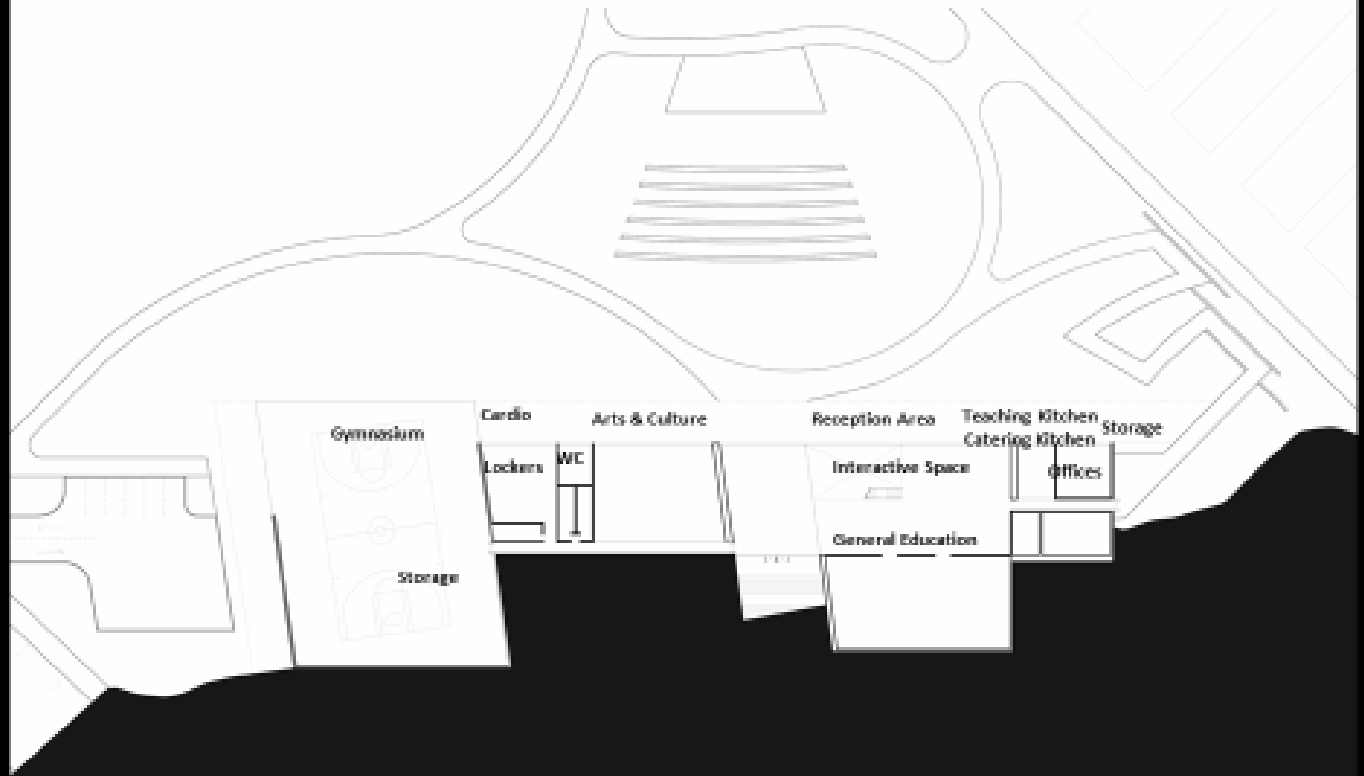 Gymnasium
Cardio
Arts & Culture
Reception Area
Teaching Kitchen
Catering Kitchen
Storage
Lockers
WC
Interactive Space
Offices
General Education
Storage